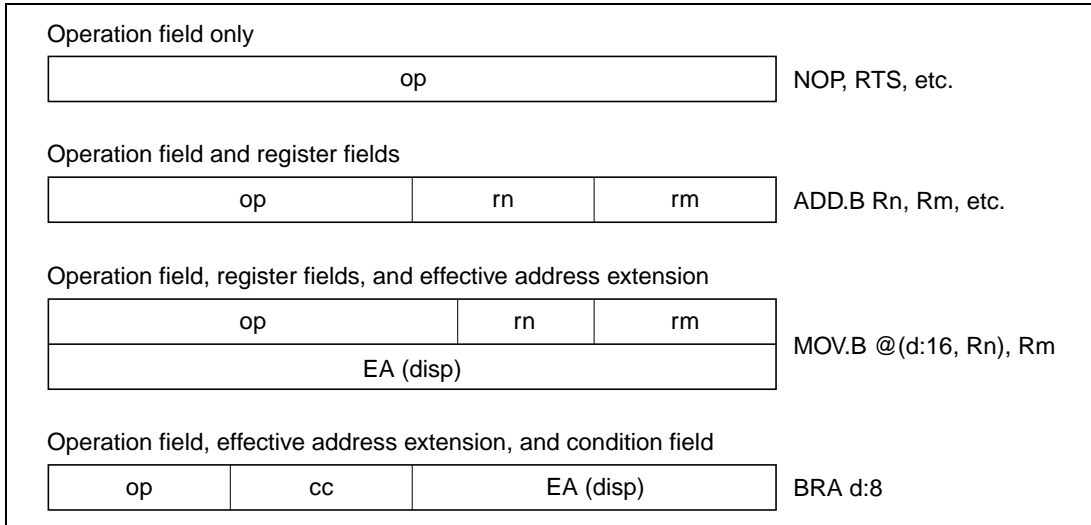 Operation field only
op NOP, RTS, etc.
Operation field and register fields
op rn rm ADD.B Rn, Rm, etc.
Operation field, register fields, and effective address extension
op rn rm
MOV.B @(d:16, Rn), Rm
EA (disp)
Operation field, effective address extension, and condition field
op cc EA (disp) BRA d:8